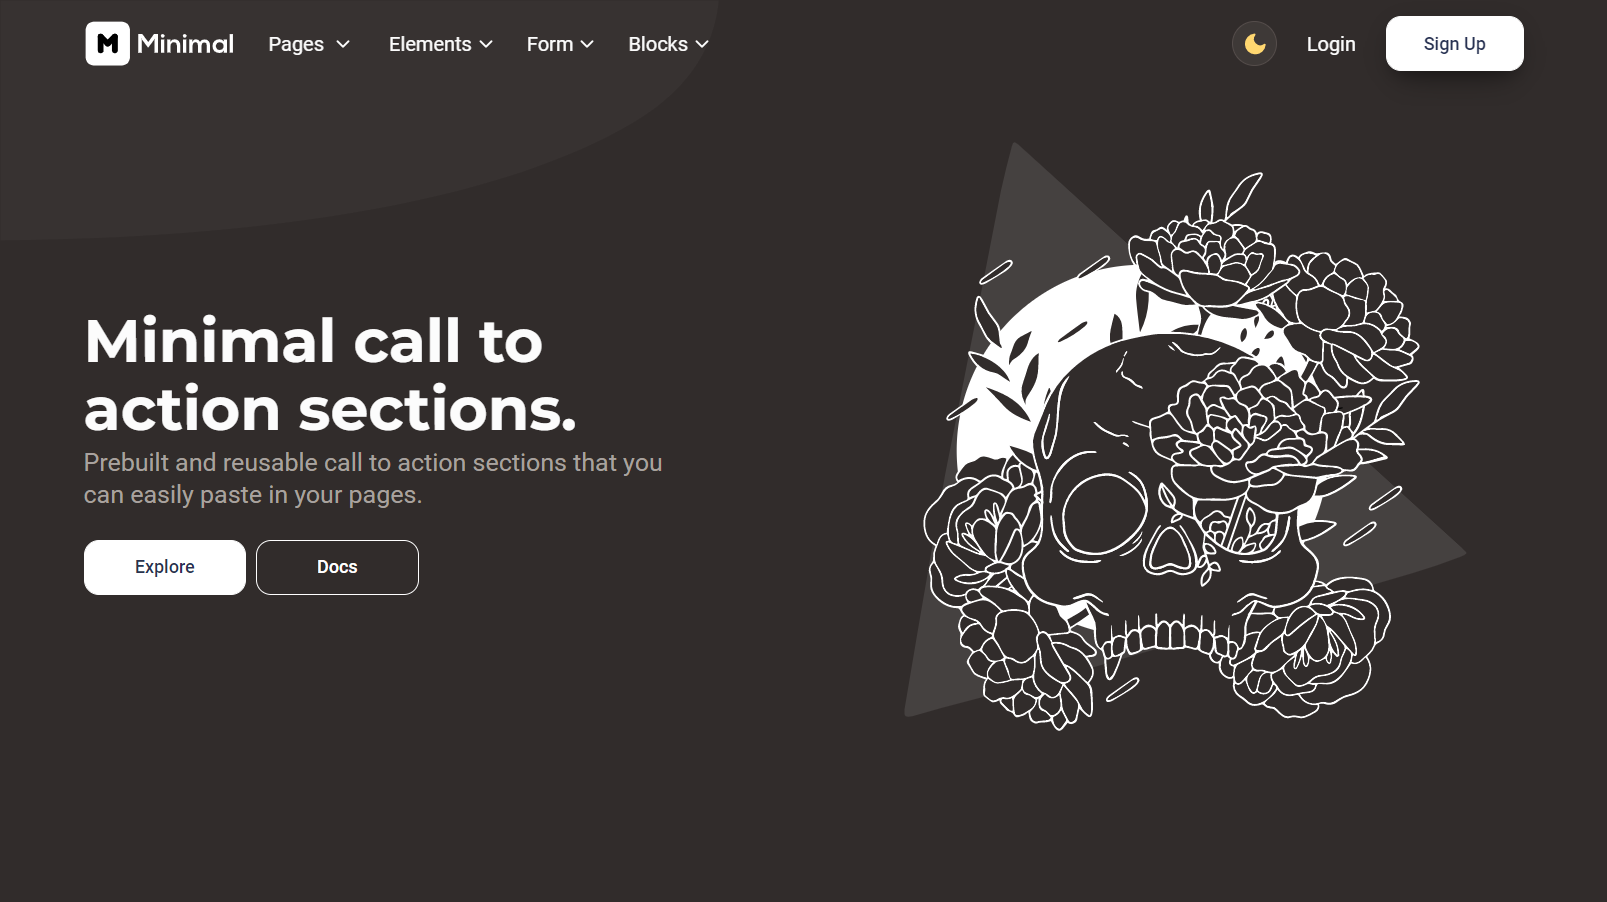 M Minimal Pages Elements Form Blocks Login Sign Up
Minimal call to
action sections.
Prebuilt and reusable call to action sections that you
can easily paste in your pages.
Explore Docs